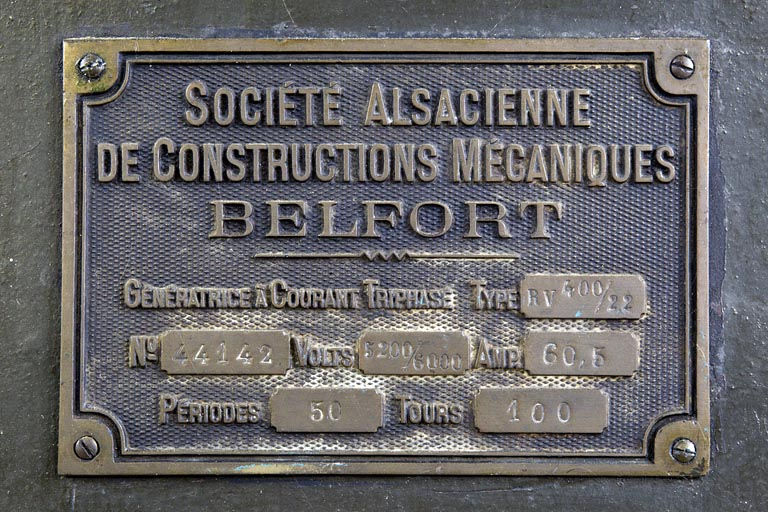 SOCIÉTÉ ALSACIENNE
DE CONSTRUCTIONS MÉCANIQUES
BELFORT
GÉNÉRATRICE À COURANT TRIPHASÉ TYPE RV 400/22
Nº 44142 VOLTS 5200/6000 AMP. 60,5
PÉRIODES 50 TOURS 100